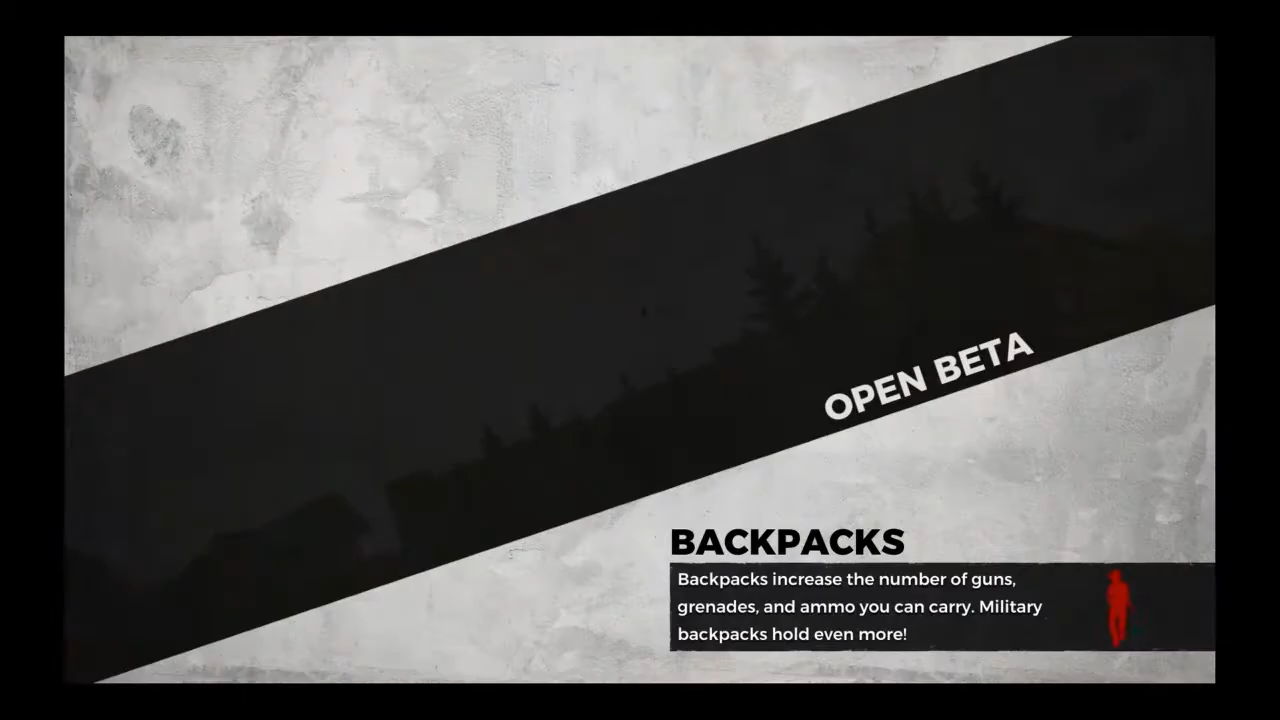 OPEN BETA
BACKPACKS
Backpacks increase the number of guns,
grenades, and ammo you can carry. Military
backpacks hold even more!